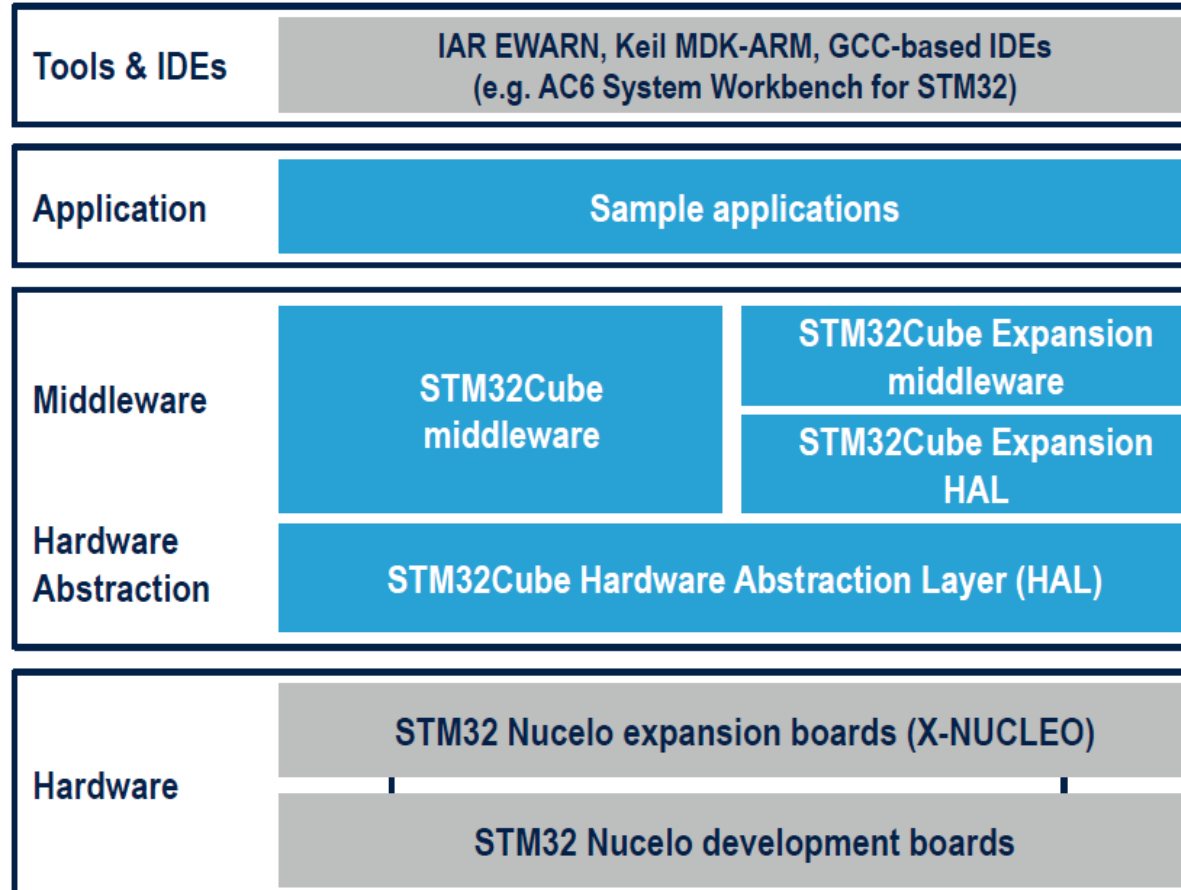 Tools & IDEs
IAR EWARN, Keil MDK-ARM, GCC-based IDEs
(e.g. AC6 System Workbench for STM32)
Application
Sample applications
Middleware
STM32Cube
middleware
STM32Cube Expansion
middleware
STM32Cube Expansion
HAL
Hardware
Abstraction
STM32Cube Hardware Abstraction Layer (HAL)
Hardware
STM32 Nucelo expansion boards (X-NUCLEO)
STM32 Nucelo development boards